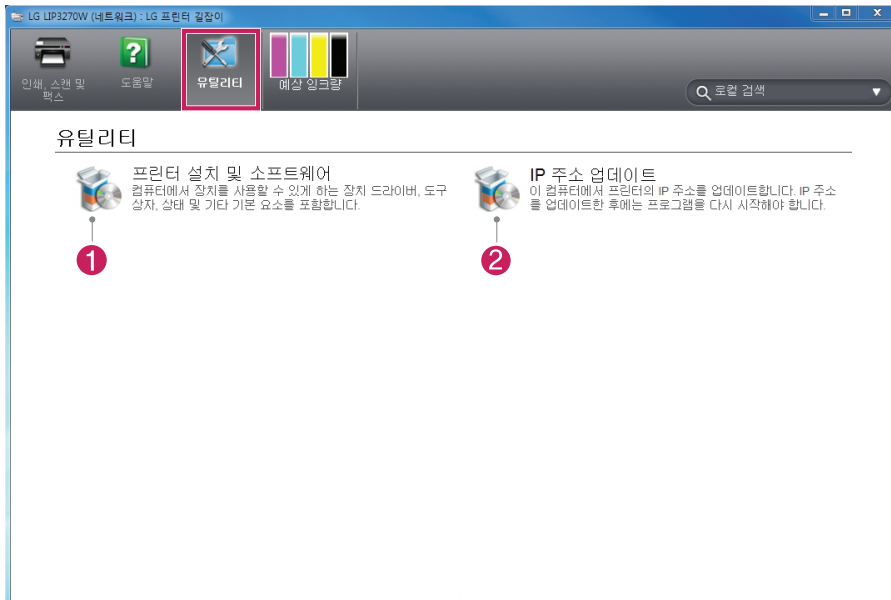 LG LIP3270W (네트워크) : LG 프린터 길잡이
인쇄, 스캔 및
팩스
도움말
유틸리티
예상 잉크량
로컬 검색
유틸리티
프린터 설치 및 소프트웨어
컴퓨터에서 장치를 사용할 수 있게 하는 장치 드라이버, 도구
상자, 상태 및 기타 기본 요소를 포함합니다.
1
IP 주소 업데이트
이 컴퓨터에서 프린터의 IP 주소를 업데이트합니다. IP 주소
를 업데이트한 후에는 프로그램을 다시 시작해야 합니다.
2